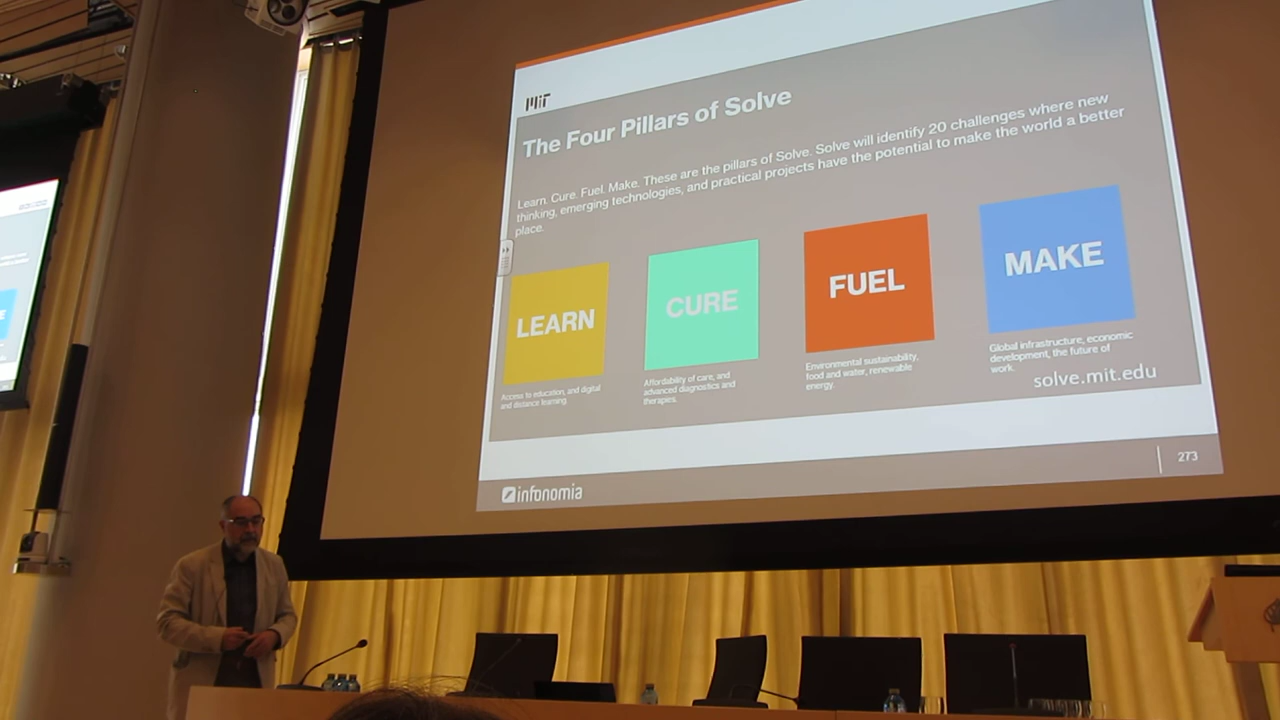 MIT
The Four Pillars of Solve
Learn. Cure. Fuel. Make. These are the pillars of Solve. Solve will identify 20 challenges where new
thinking, emerging technologies, and practical projects have the potential to make the world a better
place.
LEARN
CURE
FUEL
MAKE
Access to education, and digital
and distance learning.
Affordability of care, and
advanced diagnostics and
therapies.
Environmental sustainability,
food and water, renewable
energy.
Global infrastructure, economic
development, the future of
work.
solve.mit.edu
infonomia
273